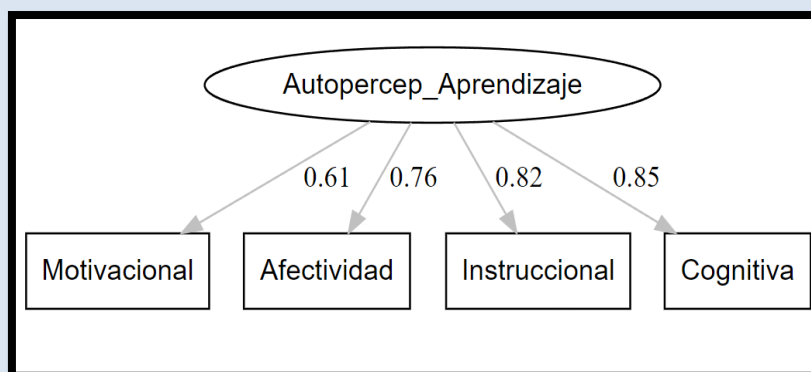 Autopercep_Aprendizaje
0.61 0.76 0.82 0.85
Motivacional Afectividad Instruccional Cognitiva